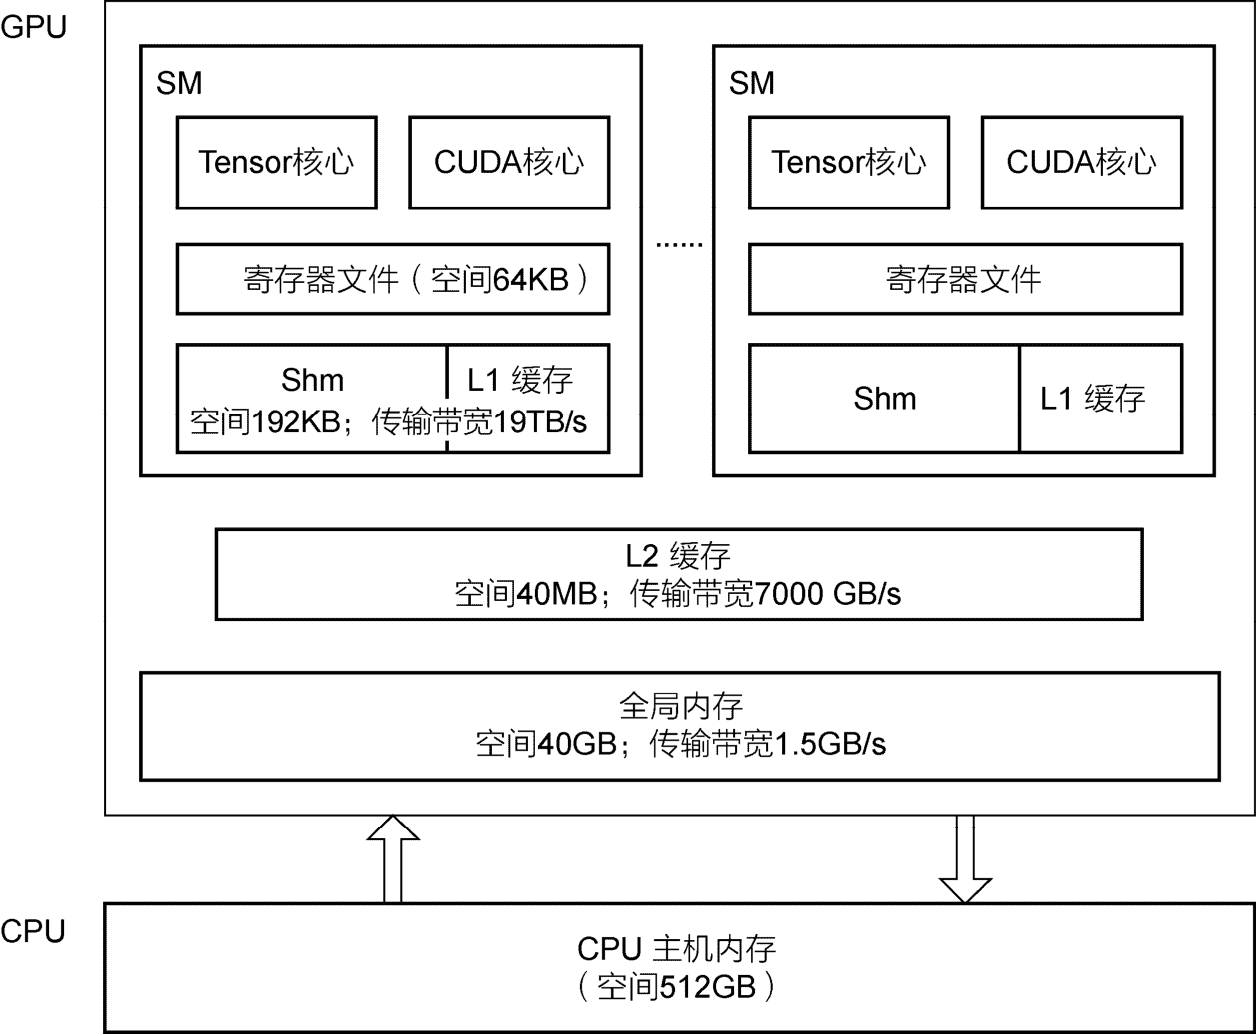 GPU
SM
Tensor核心
CUDA核心
寄存器文件（空间64KB）
Shm
L1 缓存
空间192KB；传输带宽19TB/s
......
SM
Tensor核心
CUDA核心
寄存器文件
Shm
L1 缓存
L2 缓存
空间40MB；传输带宽7000 GB/s
全局内存
空间40GB；传输带宽1.5GB/s
CPU
CPU 主机内存
（空间512GB）